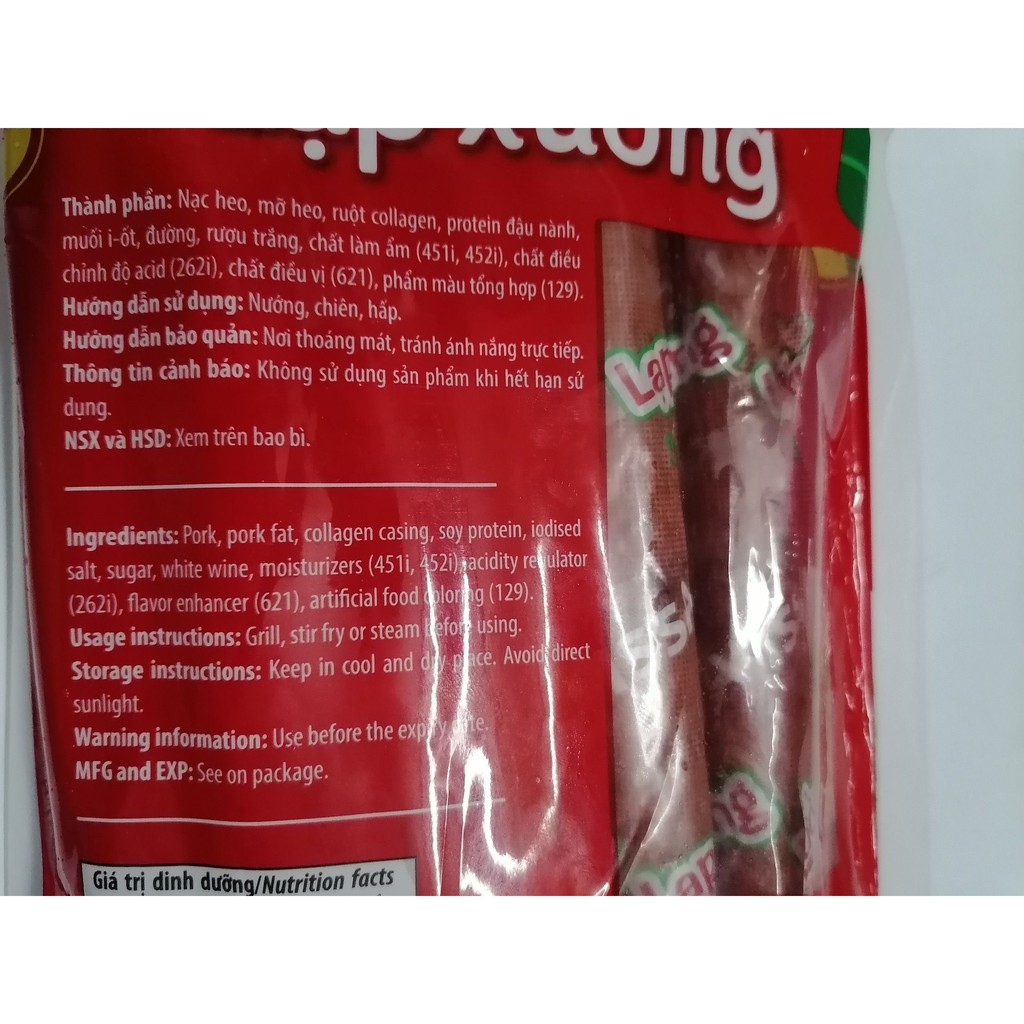 xưởng
Thành phần: Nạc heo, mỡ heo, ruột collagen, protein đậu nành,
muối i-ốt, đường, rượu trắng, chất làm ẩm (451i, 452i), chất điều
chỉnh độ acid (262i), chất điều vị (621), phẩm màu tổng hợp (129).
Hướng dẫn sử dụng: Nướng, chiên, hấp.
Hướng dẫn bảo quản: Nơi thoáng mát, tránh ánh nắng trực tiếp.
Thông tin cảnh báo: Không sử dụng sản phẩm khi hết hạn sử
dụng.
NSX và HSD: Xem trên bao bì.
Ingredients: Pork, pork fat, collagen casing, soy protein, iodised
salt, sugar, white wine, moisturizers (451i, 452i), acidity regulator
(262i), flavor enhancer (621), artificial food coloring (129).
Usage instructions: Grill, stir fry or steam before using.
Storage instructions: Keep in cool and dry place. Avoid direct
sunlight.
Warning information: Use before the expiry date.
MFG and EXP: See on package.
Giá trị dinh dưỡng/Nutrition facts